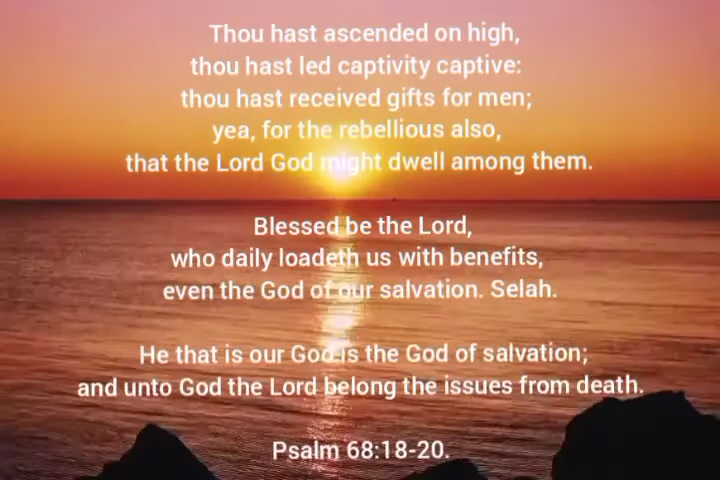 Thou hast ascended on high,
thou hast led captivity captive:
thou hast received gifts for men;
yea, for the rebellious also,
that the Lord God might dwell among them.
Blessed be the Lord,
who daily loadeth us with benefits,
even the God of our salvation. Selah.
He that is our God is the God of salvation;
and unto God the Lord belong the issues from death.
Psalm 68:18-20.